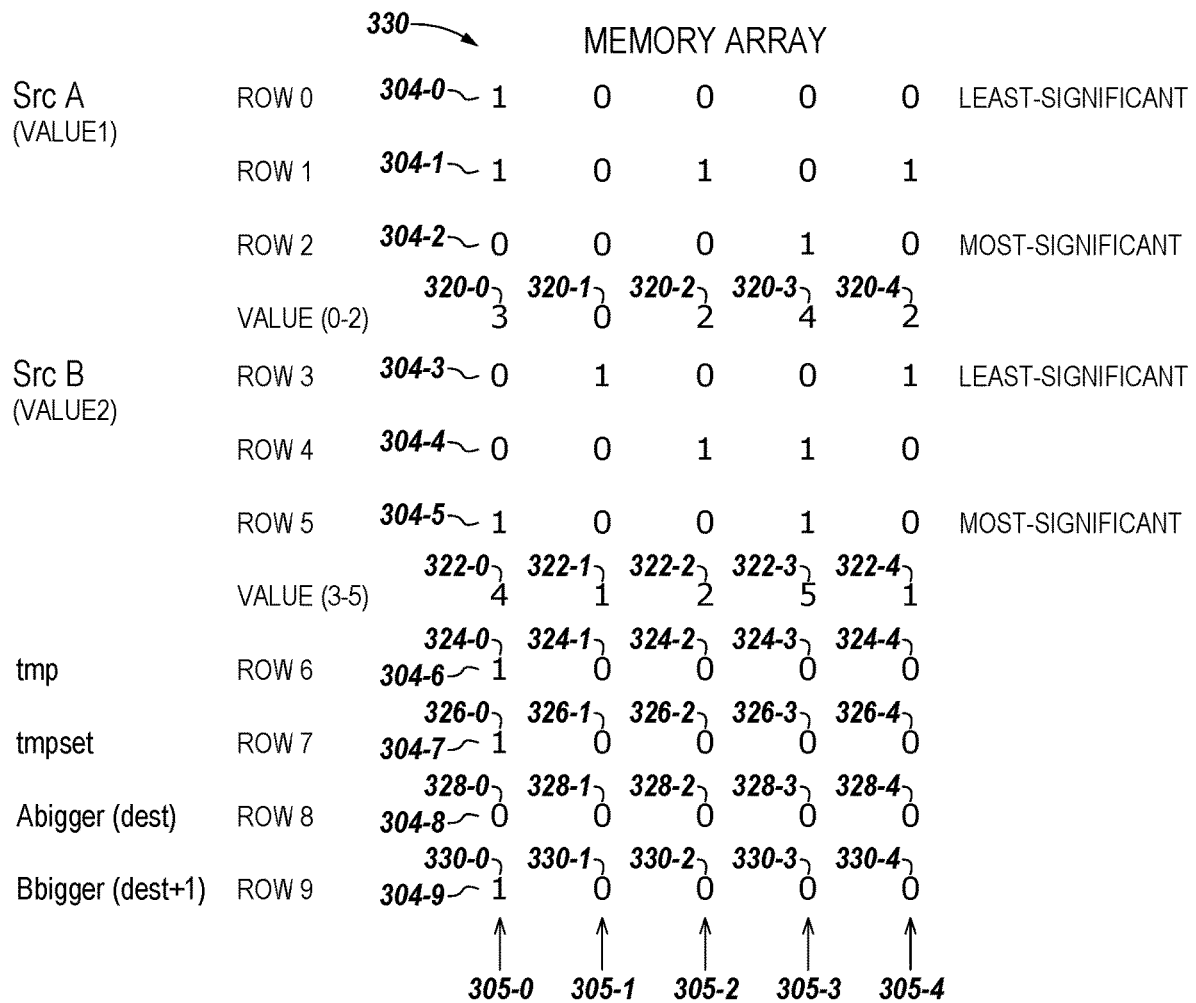 330 MEMORY ARRAY
Src A ROW 0 304-0 1 0 0 0 0 LEAST-SIGNIFICANT
(VALUE1)
ROW 1 304-1 1 0 1 0 1
ROW 2 304-2 0 0 0 1 0 MOST-SIGNIFICANT
320-0 320-1 320-2 320-3 320-4
VALUE (0-2) 3 0 2 4 2
Src B ROW 3 304-3 0 1 0 0 1 LEAST-SIGNIFICANT
(VALUE2)
ROW 4 304-4 0 0 1 1 0
ROW 5 304-5 1 0 0 1 0 MOST-SIGNIFICANT
322-0 322-1 322-2 322-3 322-4
VALUE (3-5) 4 1 2 5 1
324-0 324-1 324-2 324-3 324-4
tmp ROW 6 304-6 1 0 0 0 0
326-0 326-1 326-2 326-3 326-4
tmpset ROW 7 304-7 1 0 0 0 0
328-0 328-1 328-2 328-3 328-4
Abigger (dest) ROW 8 304-8 0 0 0 0 0
330-0 330-1 330-2 330-3 330-4
Bbigger (dest+1) ROW 9 304-9 1 0 0 0 0
305-0 305-1 305-2 305-3 305-4